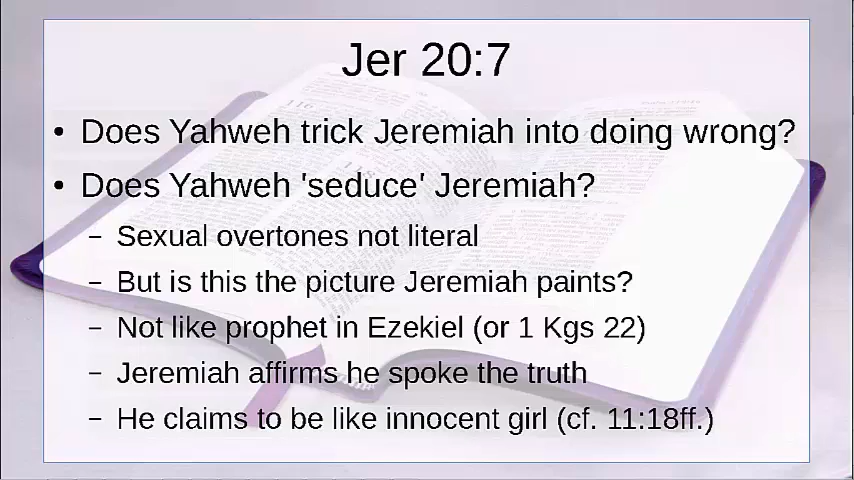 Jer 20:7
• Does Yahweh trick Jeremiah into doing wrong?
• Does Yahweh 'seduce' Jeremiah?
– Sexual overtones not literal
– But is this the picture Jeremiah paints?
– Not like prophet in Ezekiel (or 1 Kgs 22)
– Jeremiah affirms he spoke the truth
– He claims to be like innocent girl (cf. 11:18ff.)